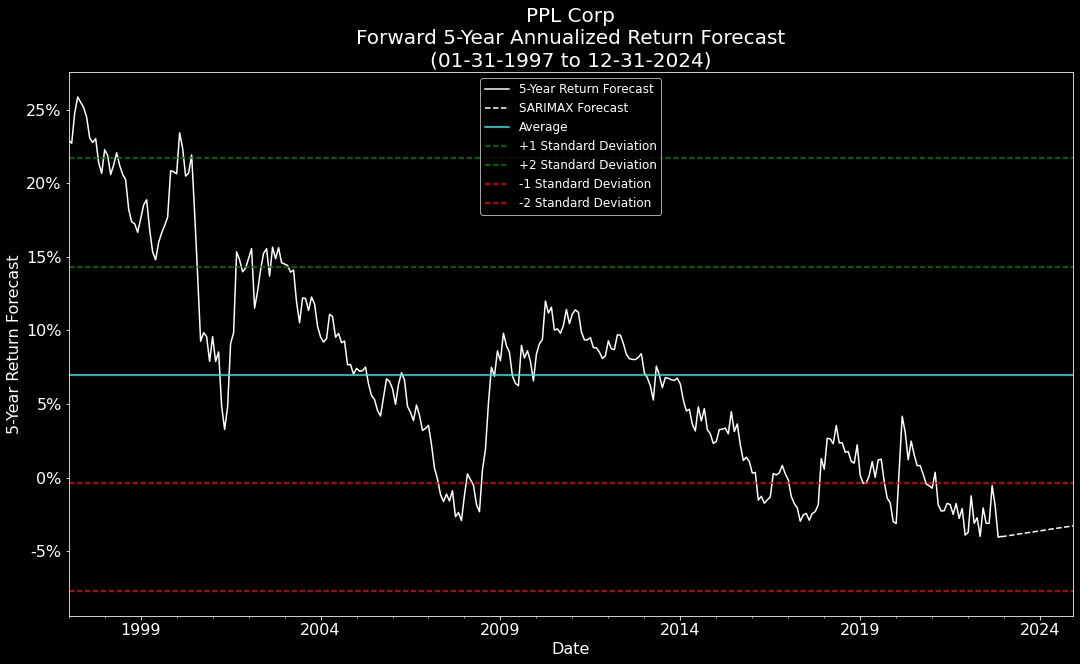 PPL Corp
Forward 5-Year Annualized Return Forecast
(01-31-1997 to 12-31-2024)
5-Year Return Forecast
SARIMAX Forecast
Average
+1 Standard Deviation
+2 Standard Deviation
-1 Standard Deviation
-2 Standard Deviation
25%
20%
15%
10%
5%
0%
-5%
5-Year Return Forecast
1999
2004
2009
2014
2019
2024
Date